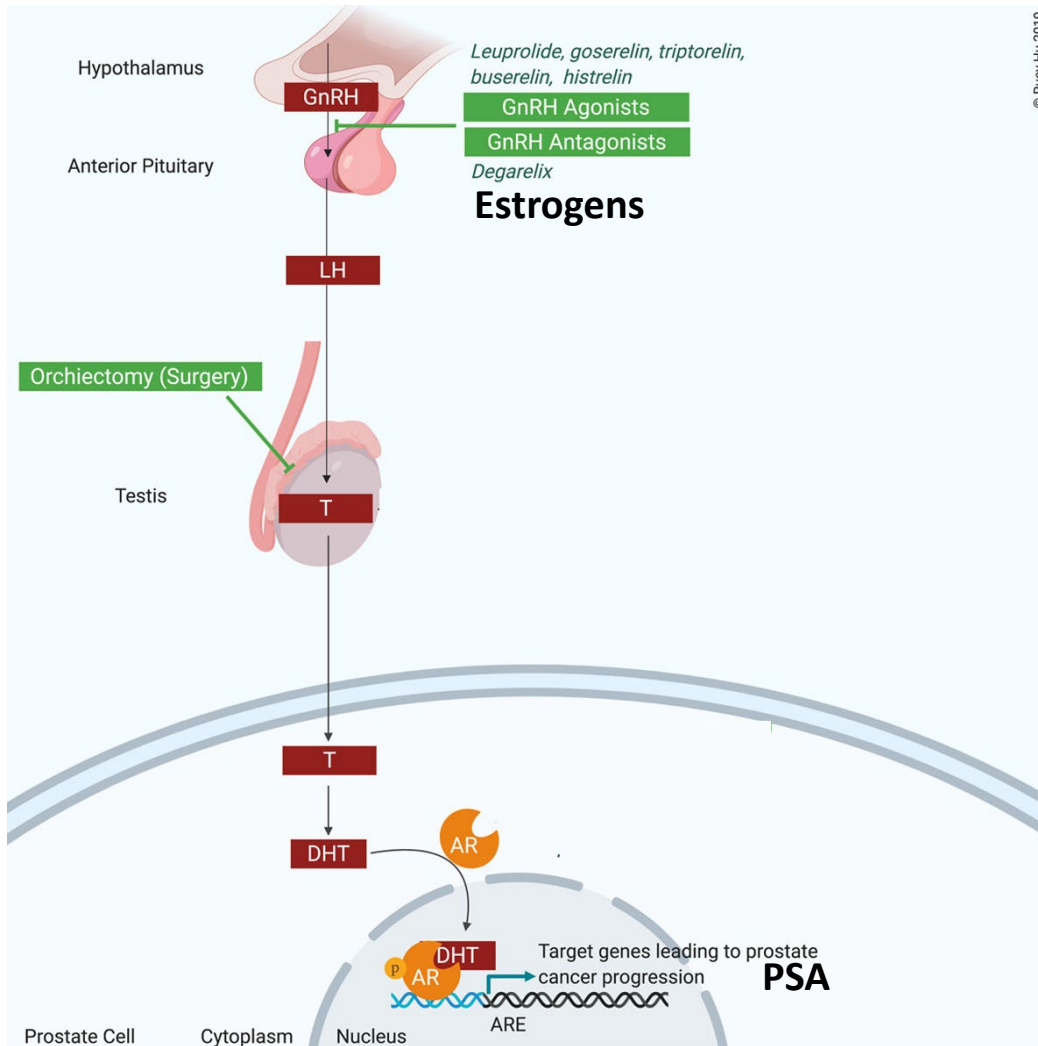 Hypothalamus
Leuprolide, goserelin, triptorelin,
buserelin, histrelin
GnRH
GnRH Agonists
GnRH Antagonists
Anterior Pituitary
Degarelix
Estrogens
LH
Orchiectomy (Surgery)
Testis
T
T
DHT
AR
DHT
p
AR
Target genes leading to prostate
cancer progression
PSA
ARE
Prostate Cell
Cytoplasm
Nucleus